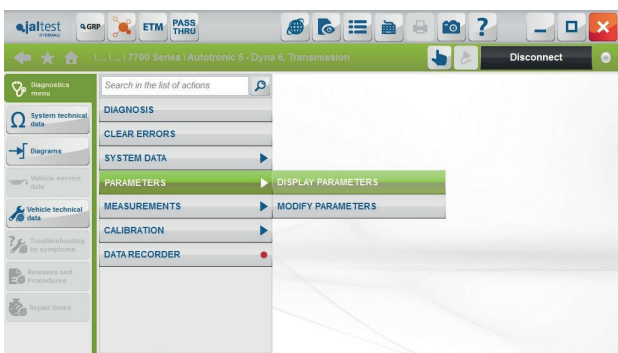 jaltest
GRP
ETM
PASS
THRU
?
\ ... \ ... \ 7700 Series \ Autotronic 5 - Dyna 6, Transmission
Disconnect
Diagnostics
menu
Search in the list of actions
System technical
data
DIAGNOSIS
CLEAR ERRORS
Diagrams
SYSTEM DATA
Vehicle service
data
PARAMETERS
DISPLAY PARAMETERS
Vehicle technical
data
MEASUREMENTS
MODIFY PARAMETERS
CALIBRATION
Troubleshooting
by symptoms
DATA RECORDER
Releases and
Procedures
Repair times